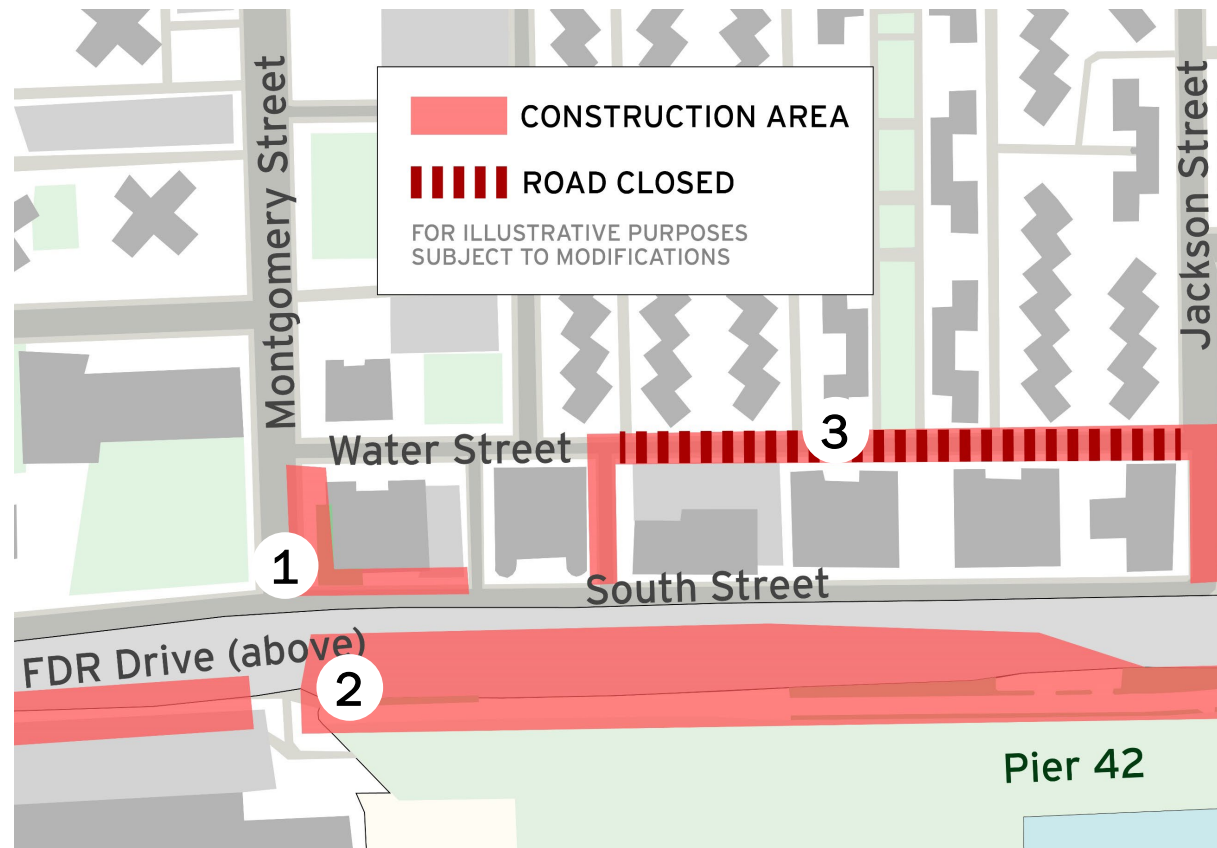 CONSTRUCTION AREA
ROAD CLOSED
FOR ILLUSTRATIVE PURPOSES
SUBJECT TO MODIFICATIONS
Montgomery Street
Jackson Street
Water Street
3
1
South Street
FDR Drive (above)
2
Pier 42